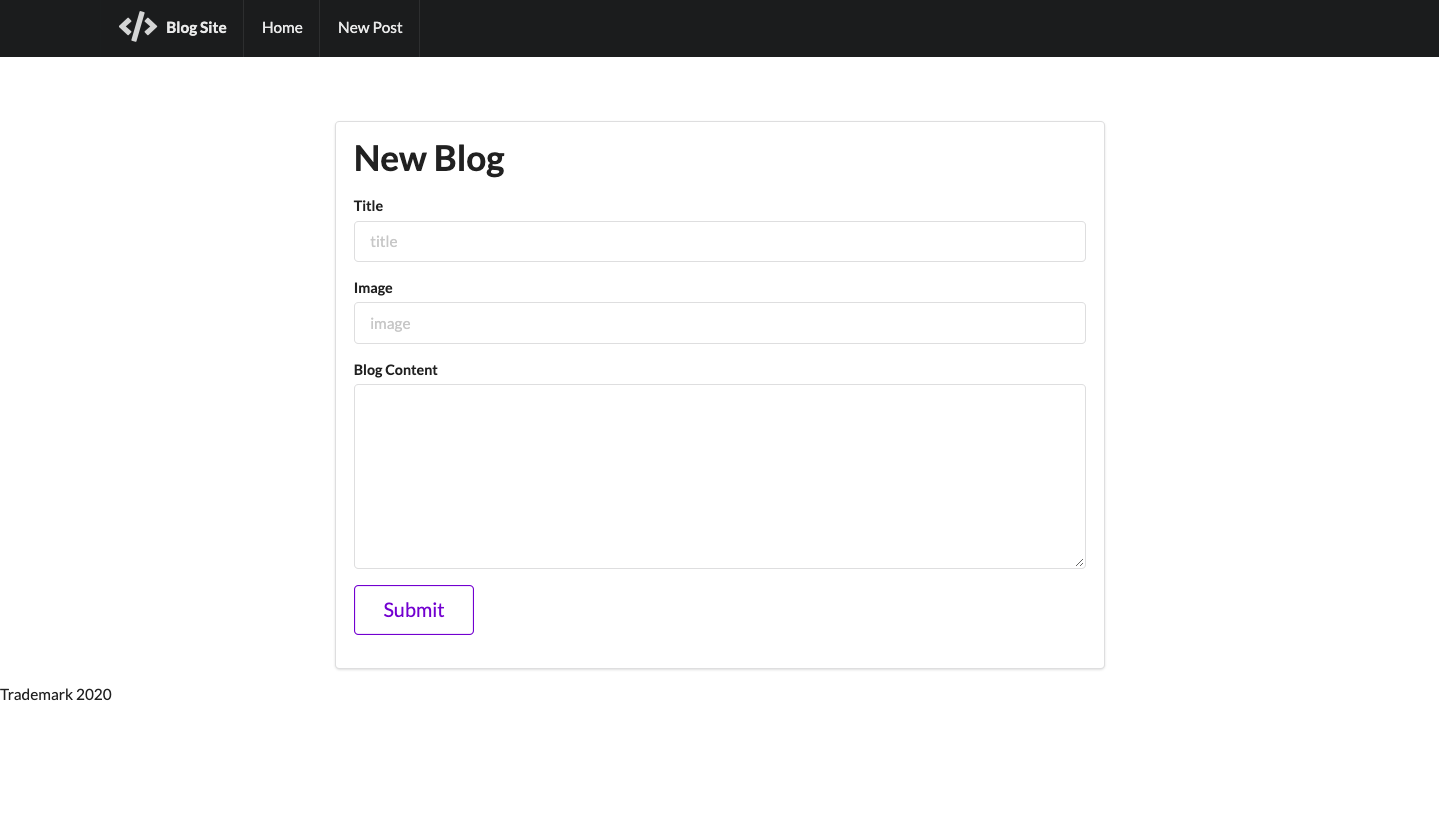 Blog Site Home New Post
New Blog
Title
title
Image
image
Blog Content
Submit
Trademark 2020